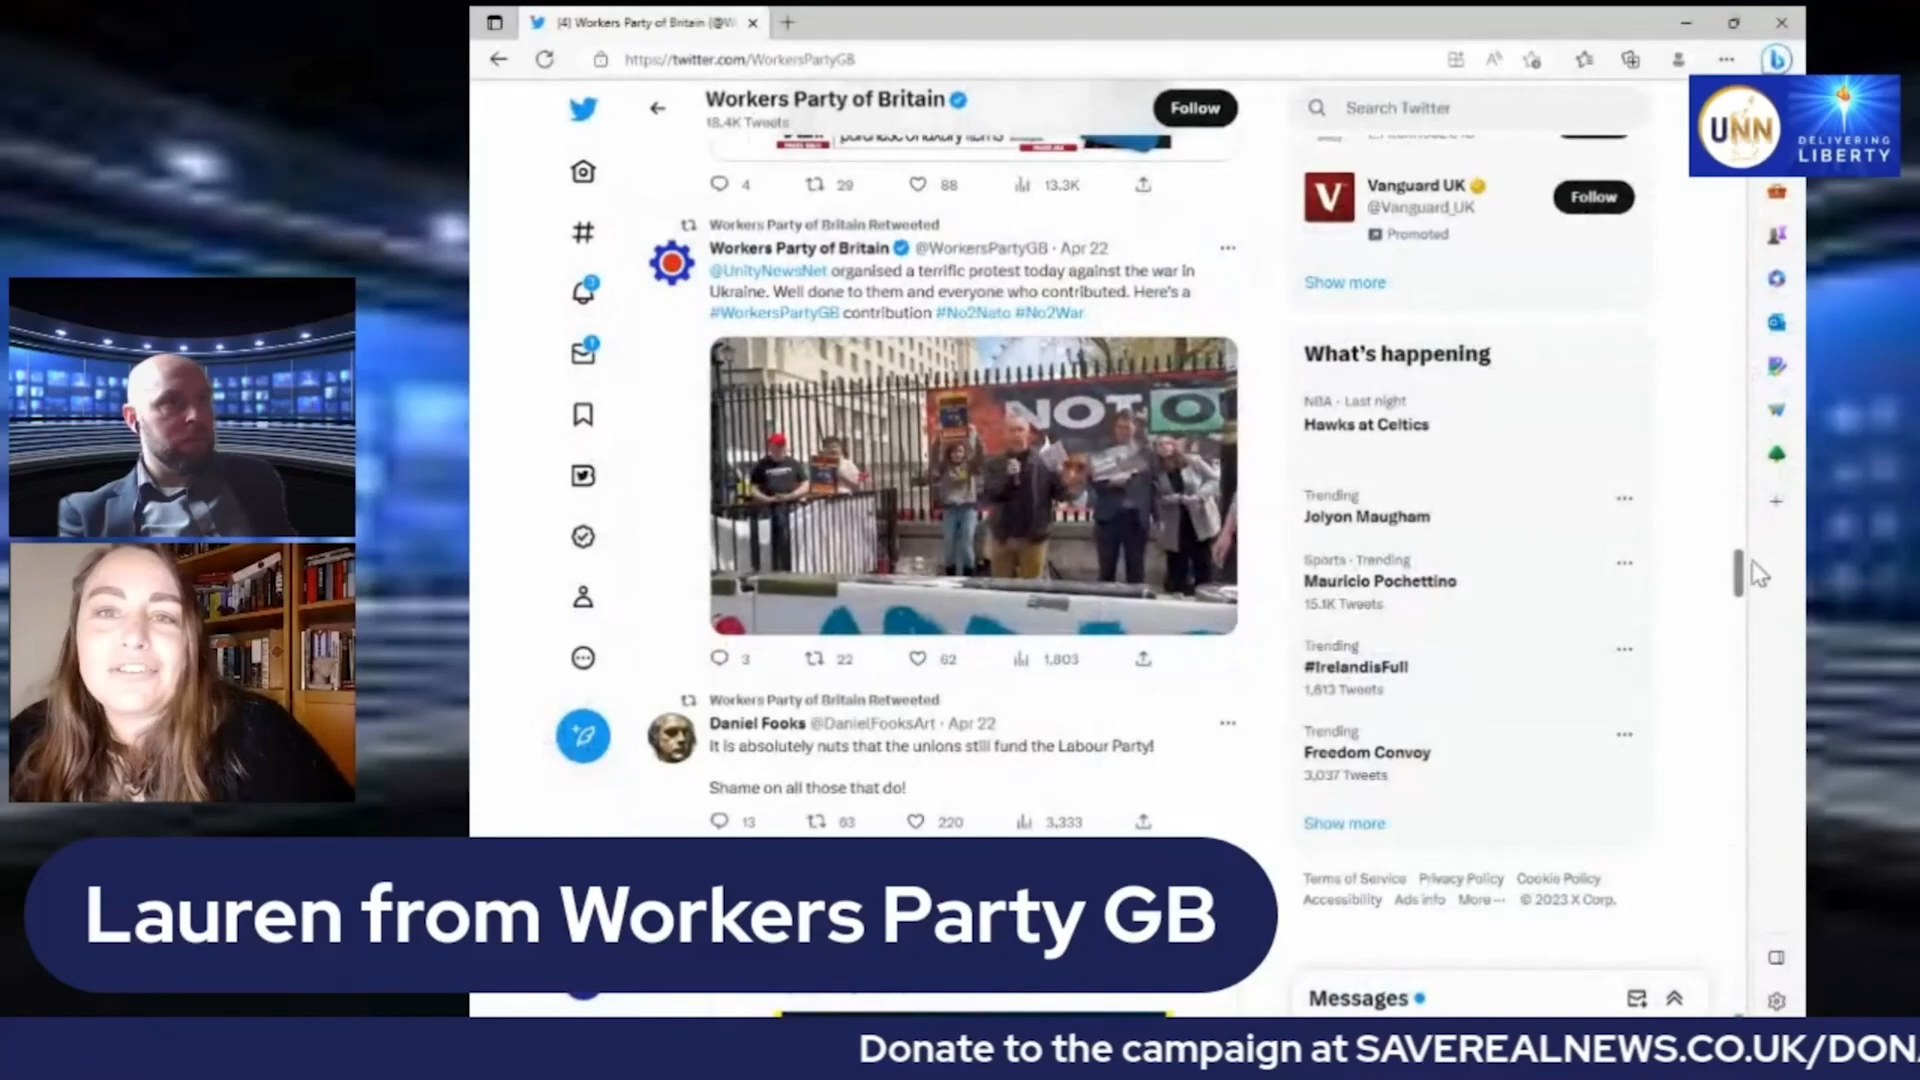 (4) Workers Party of Britain (@W
https://twitter.com/WorkersPartyGB
Workers Party of Britain
18.4K Tweets
Follow
Search Twitter
UNN
DELIVERING
LIBERTY
purchase of luxury items
4 29 88 13.3K
Vanguard UK
@Vanguard_UK
Promoted
Follow
Show more
Workers Party of Britain Retweeted
Workers Party of Britain @WorkersPartyGB · Apr 22
@UnityNewsNet organised a terrific protest today against the war in
Ukraine. Well done to them and everyone who contributed. Here's a
#WorkersPartyGB contribution #No2Nato #No2War
NOT O
3 22 62 1,803
What's happening
NBA · Last night
Hawks at Celtics
Trending
Jolyon Maugham
Sports · Trending
Mauricio Pochettino
15.1K Tweets
Trending
#IrelandisFull
1,613 Tweets
Trending
Freedom Convoy
3,037 Tweets
Show more
Workers Party of Britain Retweeted
Daniel Fooks @DanielFooksArt · Apr 22
It is absolutely nuts that the unions still fund the Labour Party!
Shame on all those that do!
13 63 220 3,333
Terms of Service Privacy Policy Cookie Policy
Accessibility Ads info More··· © 2023 X Corp.
Messages
Lauren from Workers Party GB
Donate to the campaign at SAVEREALNEWS.CO.UK/DONA